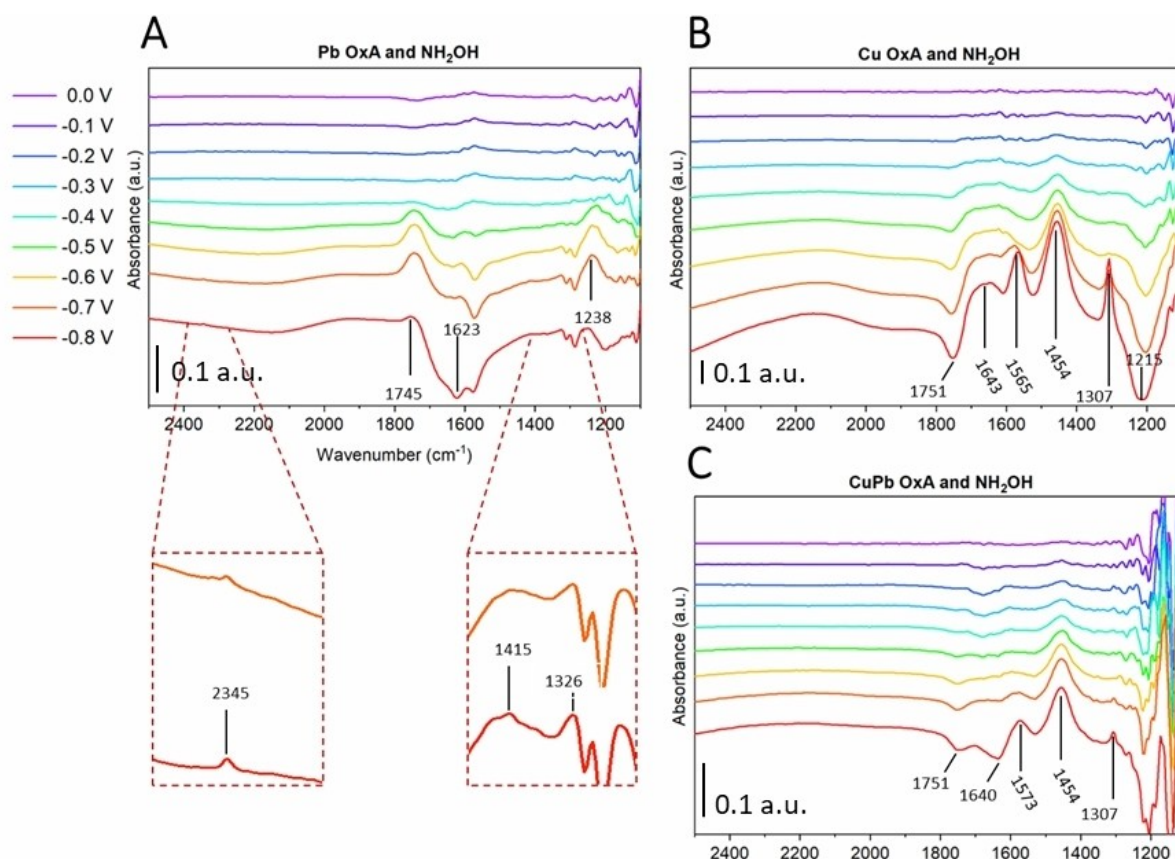 A
Pb OxA and NH2OH
0.0 V
-0.1 V
-0.2 V
-0.3 V
-0.4 V
-0.5 V
-0.6 V
-0.7 V
-0.8 V
Absorbance (a.u.)
0.1 a.u.
1745
1623
1238
2400 2200 2000 1800 1600 1400 1200
Wavenumber (cm-1)
2345
1415
1326
B
Cu OxA and NH2OH
Absorbance (a.u.)
0.1 a.u.
1751
1643
1565
1454
1307
1215
2400 2200 2000 1800 1600 1400 1200
C
CuPb OxA and NH2OH
Absorbance (a.u.)
0.1 a.u.
1751
1640
1573
1454
1307
2400 2200 2000 1800 1600 1400 1200